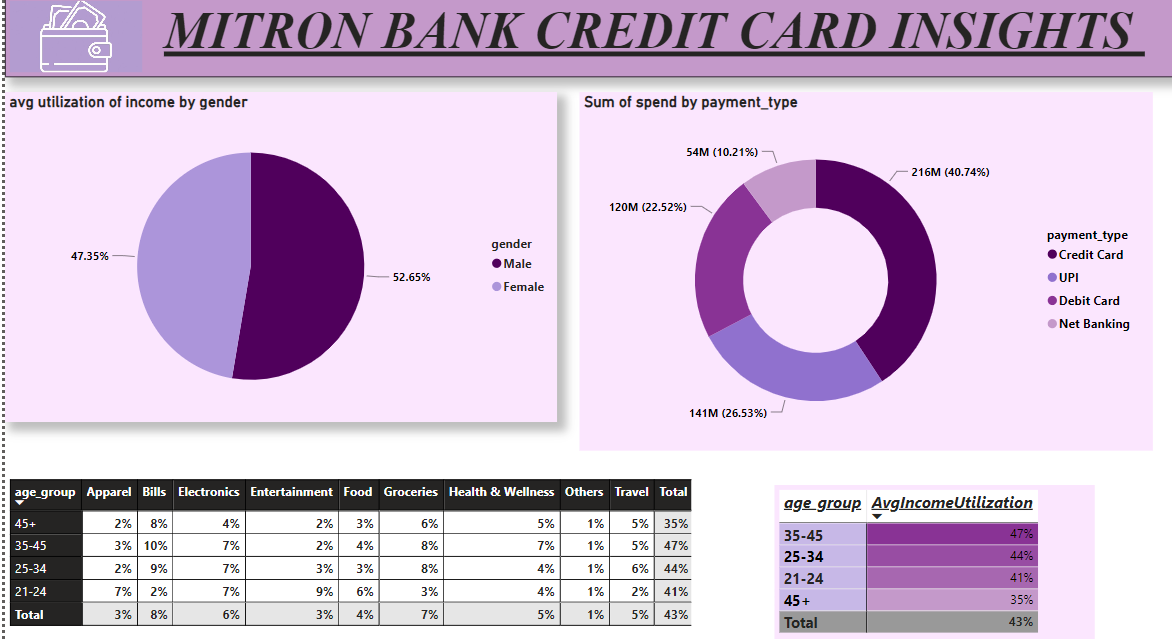 MITRON BANK CREDIT CARD INSIGHTS
avg utilization of income by gender
47.35%
52.65%
gender
Male
Female
Sum of spend by payment_type
54M (10.21%)
216M (40.74%)
120M (22.52%)
141M (26.53%)
payment_type
Credit Card
UPI
Debit Card
Net Banking
age_group Apparel Bills Electronics Entertainment Food Groceries Health & Wellness Others Travel Total
45+ 2% 8% 4% 2% 3% 6% 5% 1% 5% 35%
35-45 3% 10% 7% 2% 4% 8% 7% 1% 5% 47%
25-34 2% 9% 7% 3% 3% 8% 4% 1% 6% 44%
21-24 7% 2% 7% 9% 6% 3% 4% 1% 2% 41%
Total 3% 8% 6% 3% 4% 7% 5% 1% 5% 43%
age_group AvgIncomeUtilization
35-45 47%
25-34 44%
21-24 41%
45+ 35%
Total 43%